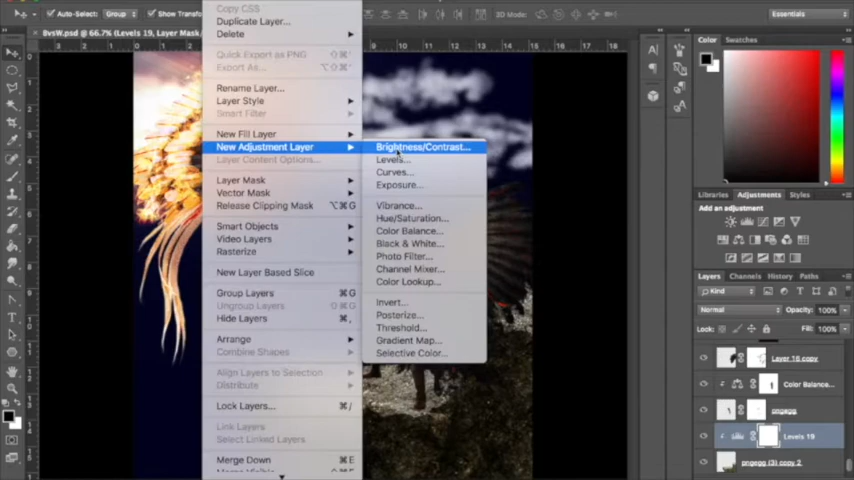 Auto-Select: Group Show Transfo
3D Mode: Essentials
BvsW.psd @ 66.7% (Levels 19, Layer Mask/
Copy CSS
Duplicate Layer...
Delete
Quick Export as PNG ⇧⌘'
Export As... ⌥⇧⌘'
Rename Layer...
Layer Style
Smart Filter
New Fill Layer
New Adjustment Layer
Layer Content Options...
Layer Mask
Vector Mask
Release Clipping Mask ⌥⌘G
Smart Objects
Video Layers
Rasterize
New Layer Based Slice
Group Layers ⌘G
Ungroup Layers ⇧⌘G
Hide Layers ⌘,
Arrange
Combine Shapes
Align Layers to Selection
Distribute
Lock Layers... ⌘/
Link Layers
Select Linked Layers
Merge Down ⌘E
Brightness/Contrast...
Levels...
Curves...
Exposure...
Vibrance...
Hue/Saturation...
Color Balance...
Black & White...
Photo Filter...
Channel Mixer...
Color Lookup...
Invert...
Posterize...
Threshold...
Gradient Map...
Selective Color...
Color Swatches
Libraries Adjustments Styles
Add an adjustment
Layers Channels History Paths
Kind
Normal Opacity: 100%
Lock: Fill: 100%
Layer 16 copy
Color Balance...
pngegg
Levels 19
pngegg (3) copy 2